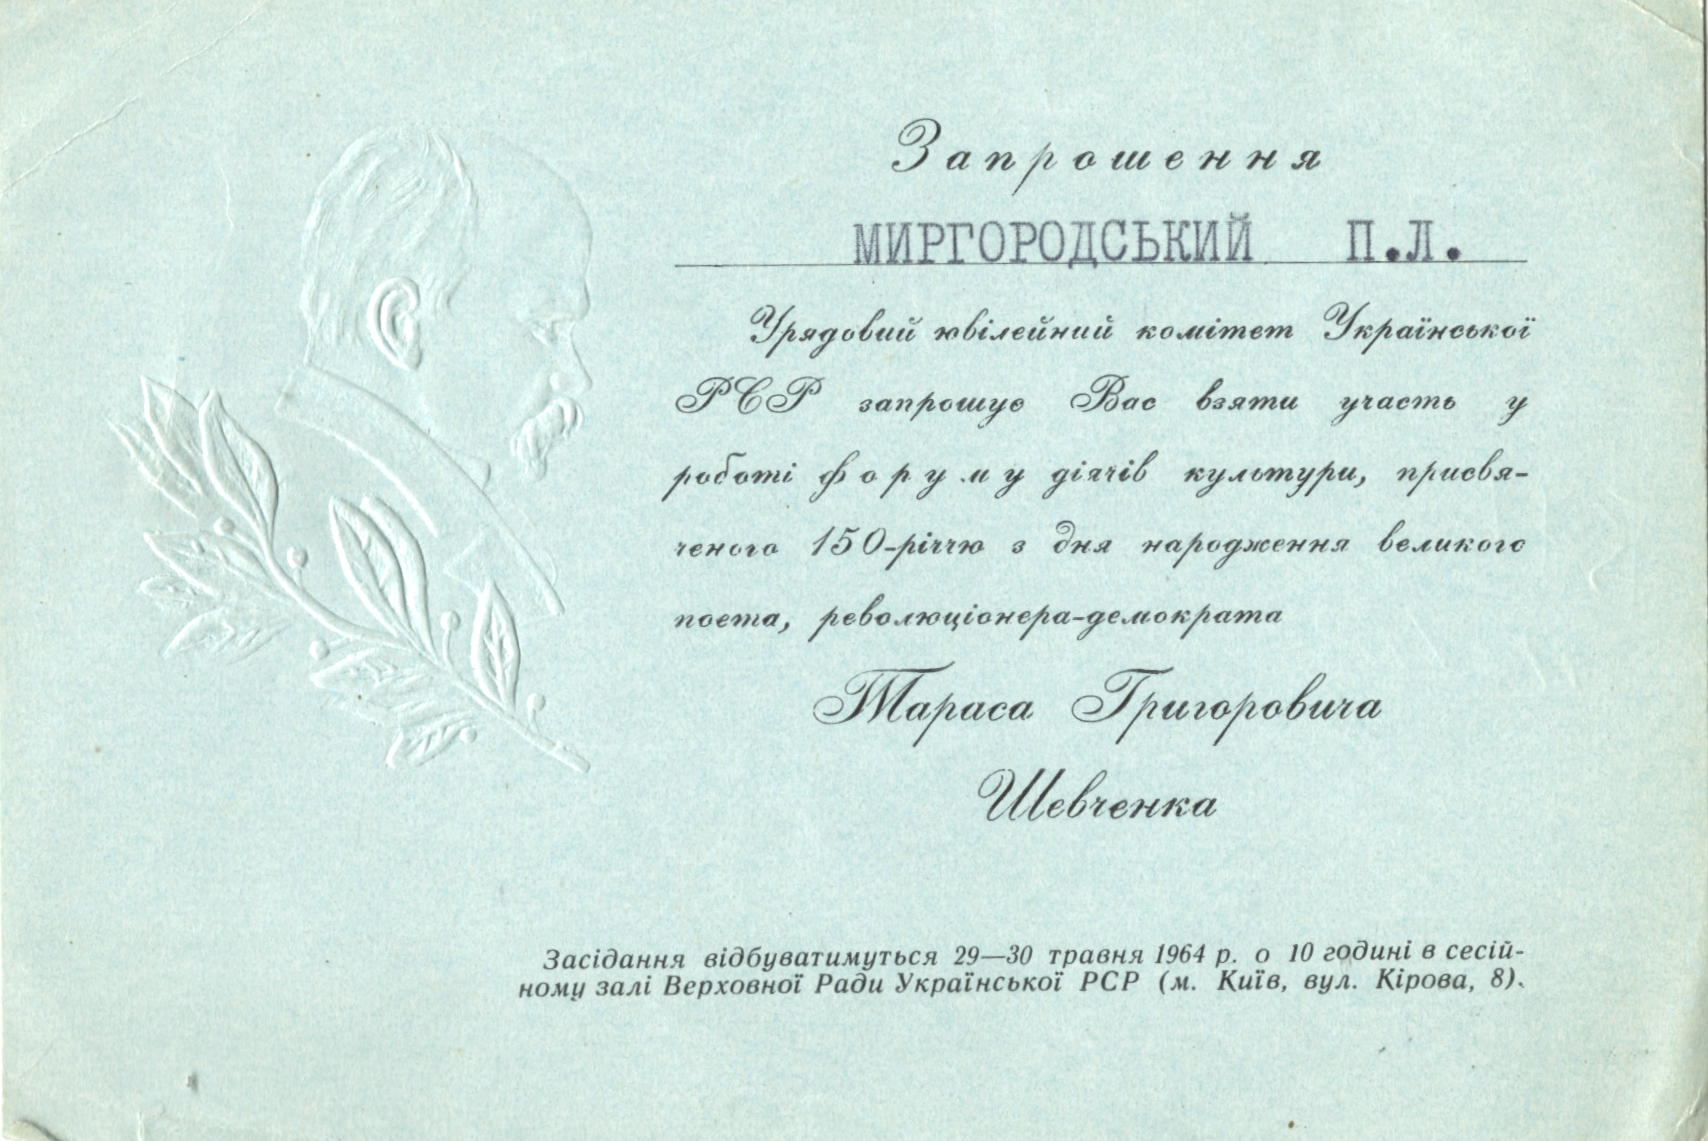 Запрошення
МИРГОРОДСЬКИЙ П.Л.
Урядовий ювілейний комітет Української
РСР запрошує Вас взяти участь у
роботі форуму діячів культури, присвя-
ченого 150-річчю з дня народження великого
поета, революціонера-демократа
Тараса Григоровича
Шевченка
Засідання відбуватимуться 29—30 травня 1964 р. о 10 годині в сесій-
ному залі Верховної Ради Української РСР (м. Київ, вул. Кірова, 8).